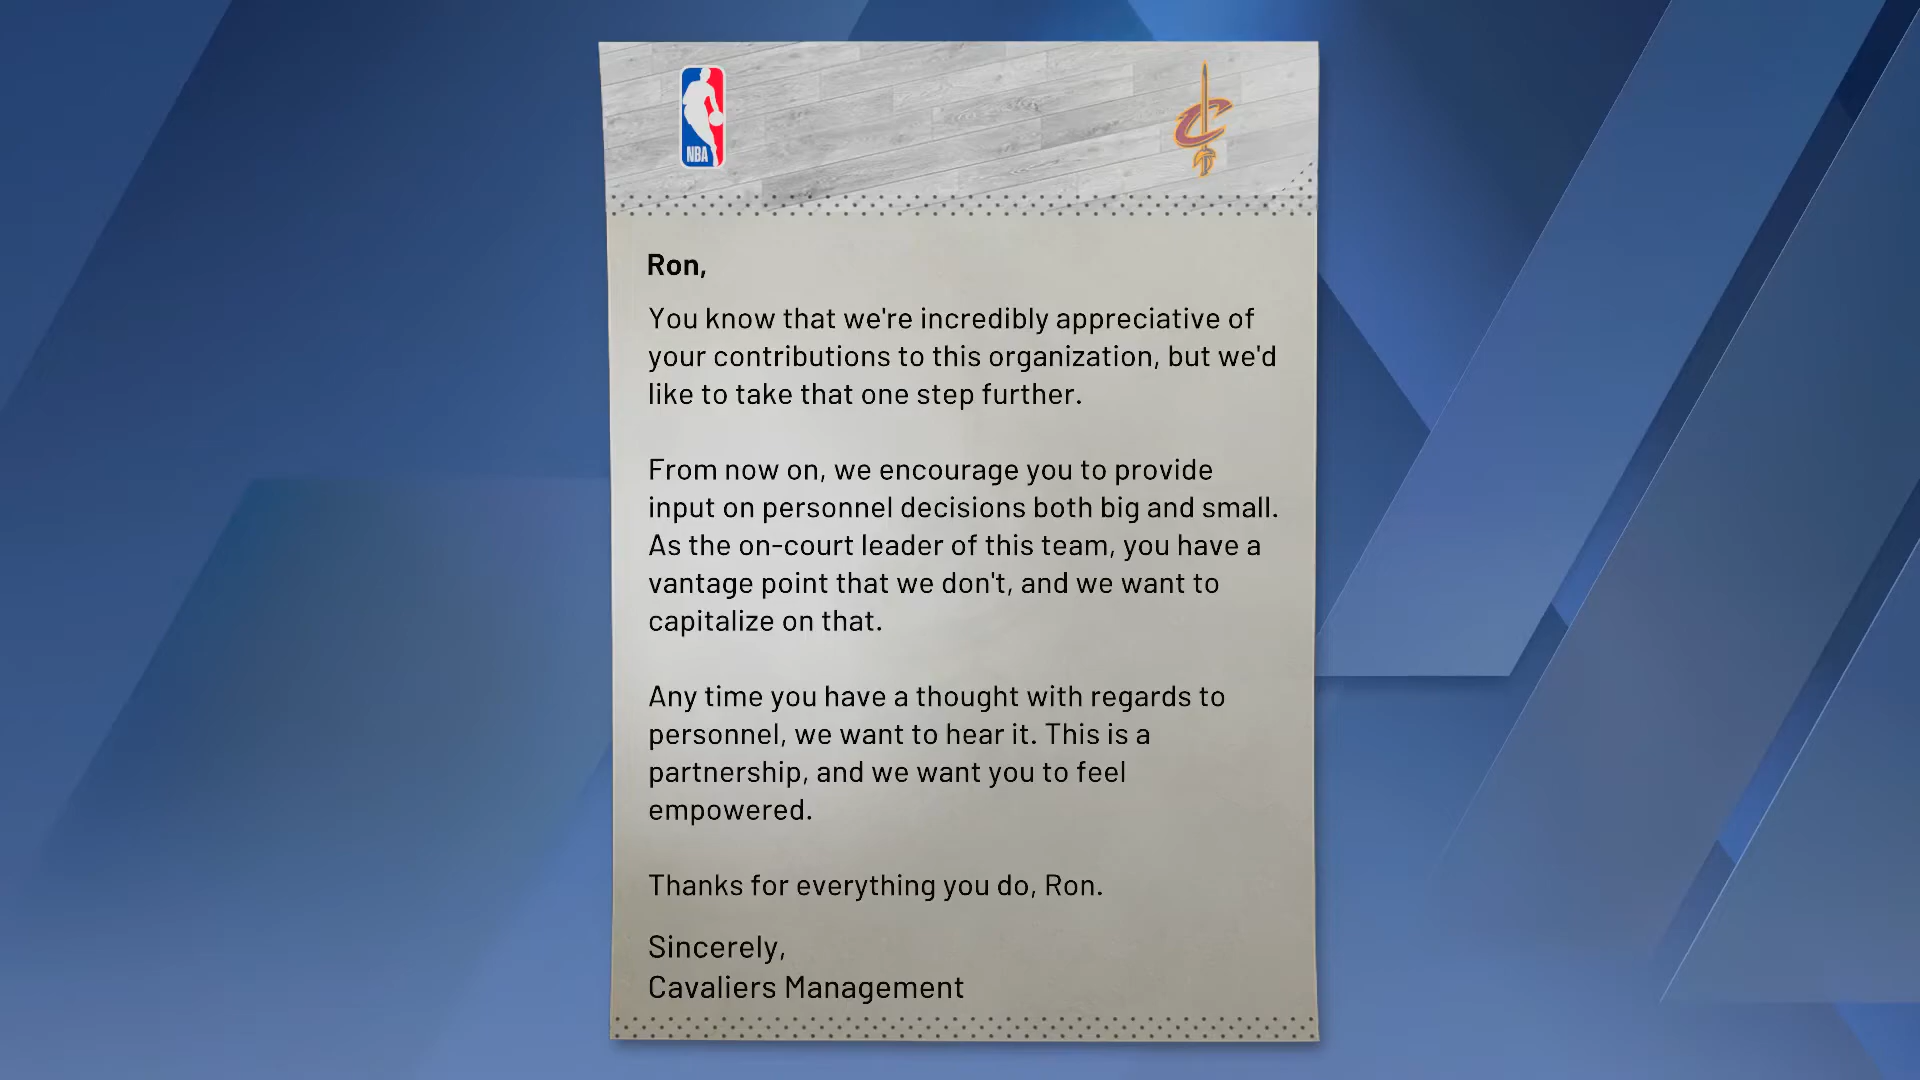 NBA
Ron,
You know that we're incredibly appreciative of
your contributions to this organization, but we'd
like to take that one step further.
From now on, we encourage you to provide
input on personnel decisions both big and small.
As the on-court leader of this team, you have a
vantage point that we don't, and we want to
capitalize on that.
Any time you have a thought with regards to
personnel, we want to hear it. This is a
partnership, and we want you to feel
empowered.
Thanks for everything you do, Ron.
Sincerely,
Cavaliers Management